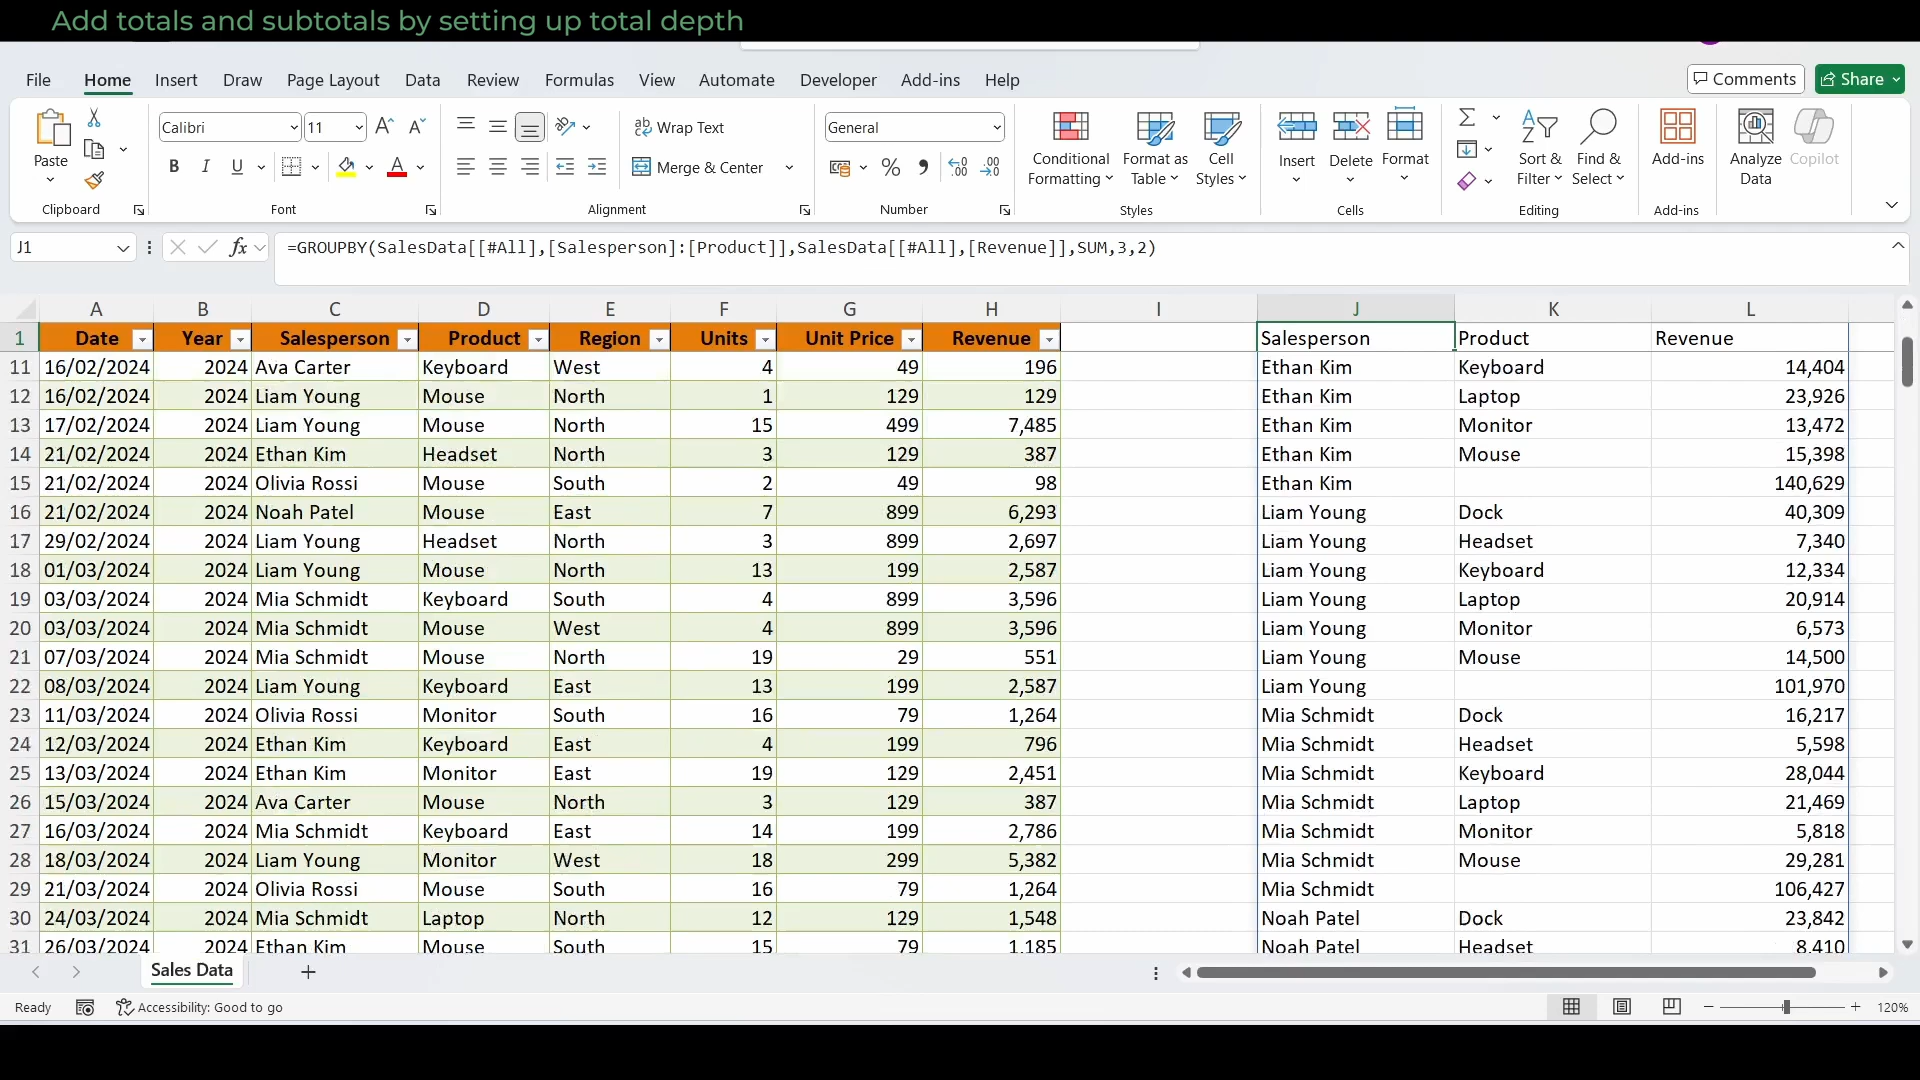 Add totals and subtotals by setting up total depth
File Home Insert Draw Page Layout Formulas Data Review Formulas View Automate Developer Add-ins Help Comments Share
Calibri 11 Wrap Text General
Paste B I U Merge & Center % Conditional Formatting Format as Table Cell Styles Insert Delete Format Sort & Filter Find & Select Add-ins Analyze Data Copilot
Clipboard Font Alignment Number Styles Cells Editing Add-ins
J1 fx =GROUPBY(SalesData[[#All],[Salesperson]:[Product]],SalesData[[#All],[Revenue]],SUM,3,2)
A B C D E F G H I J K L
1 Date Year Salesperson Product Region Units Unit Price Revenue Salesperson Product Revenue
11 16/02/2024 2024 Ava Carter Keyboard West 4 49 196 Ethan Kim Keyboard 14,404
12 16/02/2024 2024 Liam Young Mouse North 1 129 129 Ethan Kim Laptop 23,926
13 17/02/2024 2024 Liam Young Mouse North 15 499 7,485 Ethan Kim Monitor 13,472
14 21/02/2024 2024 Ethan Kim Headset North 3 129 387 Ethan Kim Mouse 15,398
15 21/02/2024 2024 Olivia Rossi Mouse South 2 49 98 Ethan Kim 140,629
16 21/02/2024 2024 Noah Patel Mouse East 7 899 6,293 Liam Young Dock 40,309
17 29/02/2024 2024 Liam Young Headset North 3 899 2,697 Liam Young Headset 7,340
18 01/03/2024 2024 Liam Young Mouse North 13 199 2,587 Liam Young Keyboard 12,334
19 03/03/2024 2024 Mia Schmidt Keyboard South 4 899 3,596 Liam Young Laptop 20,914
20 03/03/2024 2024 Mia Schmidt Mouse West 4 899 3,596 Liam Young Monitor 6,573
21 07/03/2024 2024 Mia Schmidt Mouse North 19 29 551 Liam Young Mouse 14,500
22 08/03/2024 2024 Liam Young Keyboard East 13 199 2,587 Liam Young 101,970
23 11/03/2024 2024 Olivia Rossi Monitor South 16 79 1,264 Mia Schmidt Dock 16,217
24 12/03/2024 2024 Ethan Kim Keyboard East 4 199 796 Mia Schmidt Headset 5,598
25 13/03/2024 2024 Ethan Kim Monitor East 19 129 2,451 Mia Schmidt Keyboard 28,044
26 15/03/2024 2024 Ava Carter Mouse North 3 129 387 Mia Schmidt Laptop 21,469
27 16/03/2024 2024 Mia Schmidt Keyboard East 14 199 2,786 Mia Schmidt Monitor 5,818
28 18/03/2024 2024 Liam Young Monitor West 18 299 5,382 Mia Schmidt Mouse 29,281
29 21/03/2024 2024 Olivia Rossi Mouse South 16 79 1,264 Mia Schmidt 106,427
30 24/03/2024 2024 Mia Schmidt Laptop North 12 129 1,548 Noah Patel Dock 23,842
31 26/03/2024 2024 Ethan Kim Mouse South 15 79 1,185 Noah Patel Headset 8,410
Sales Data
Ready Accessibility: Good to go 120%